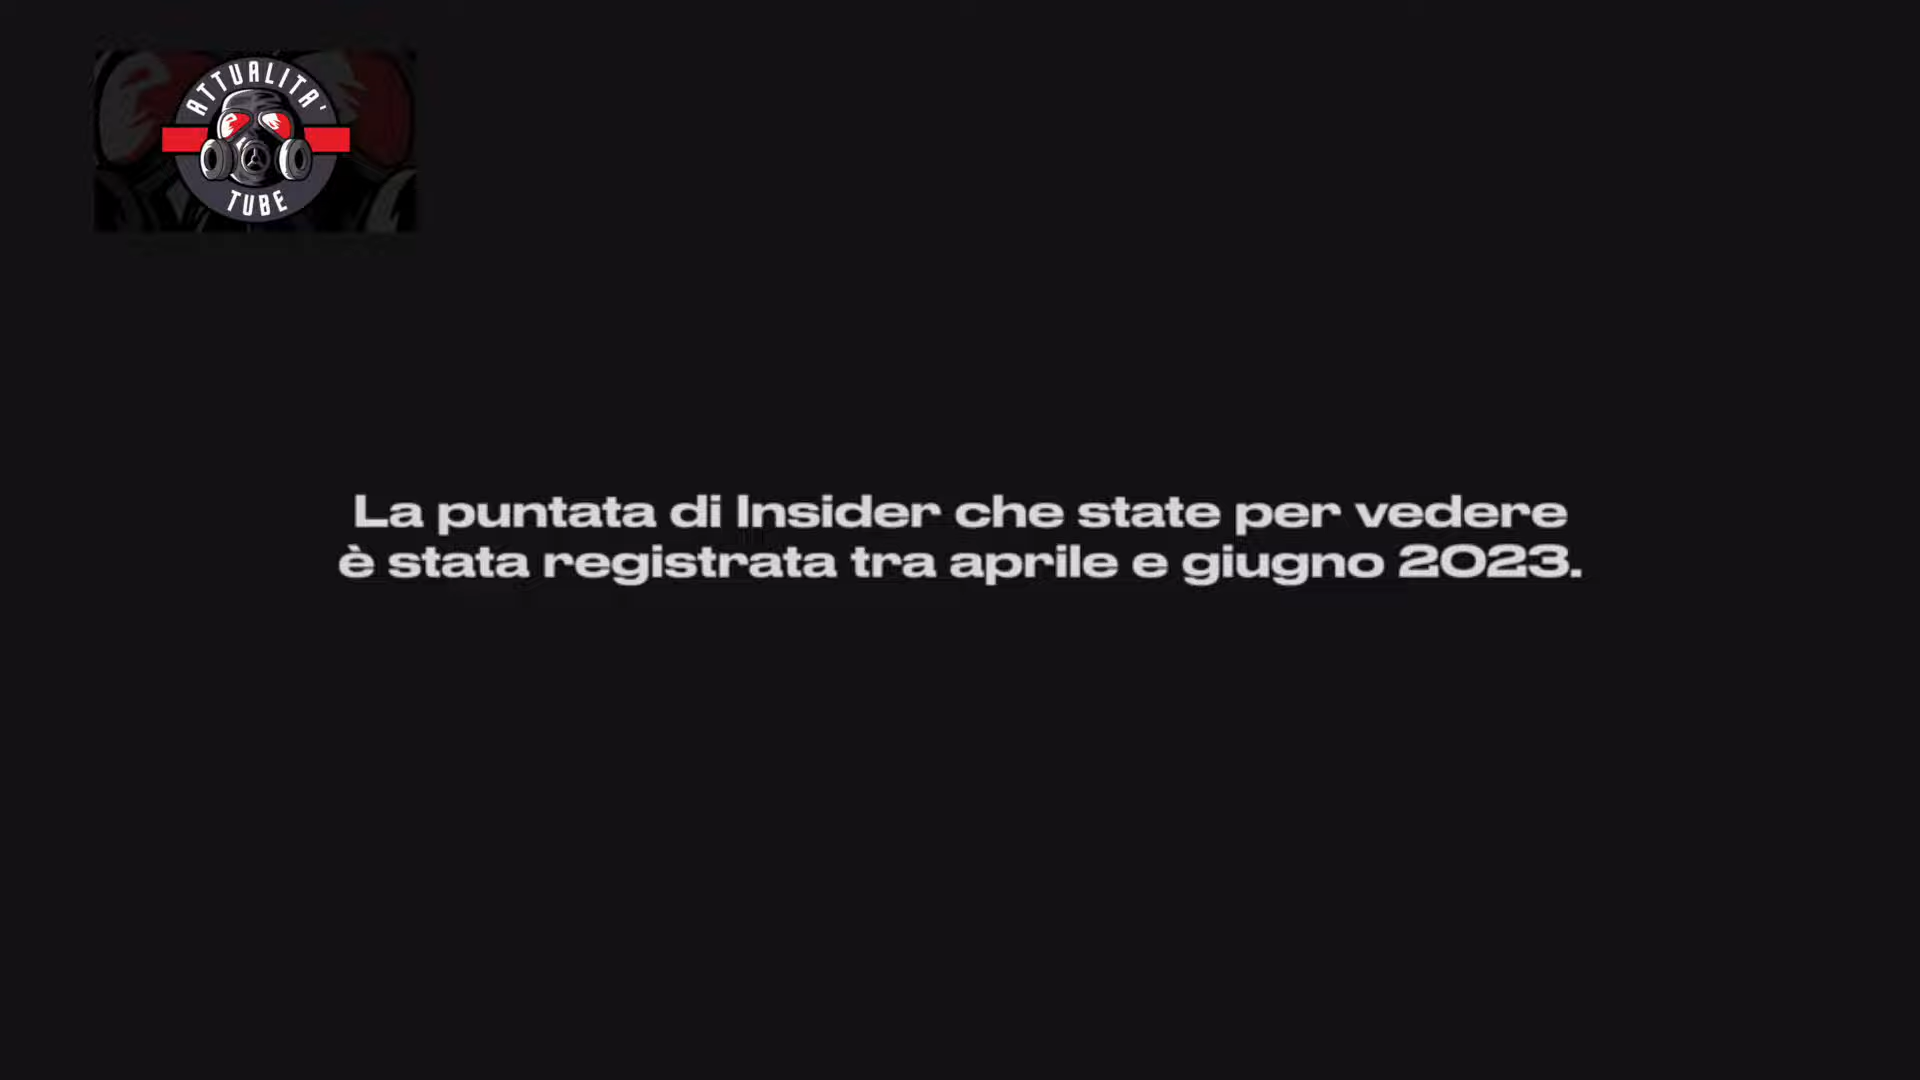 ATTUALITA'
TUBE
La puntata di Insider che state per vedere
è stata registrata tra aprile e giugno 2023.